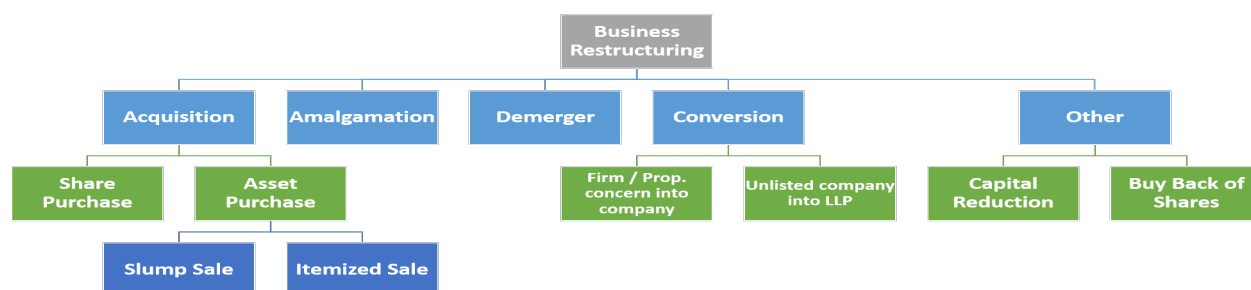 Business
Restructuring
Acquisition
Amalgamation
Demerger
Conversion
Other
Share
Purchase
Asset
Purchase
Firm / Prop.
concern into
company
Unlisted company
into LLP
Capital
Reduction
Buy Back of
Shares
Slump Sale
Itemized Sale